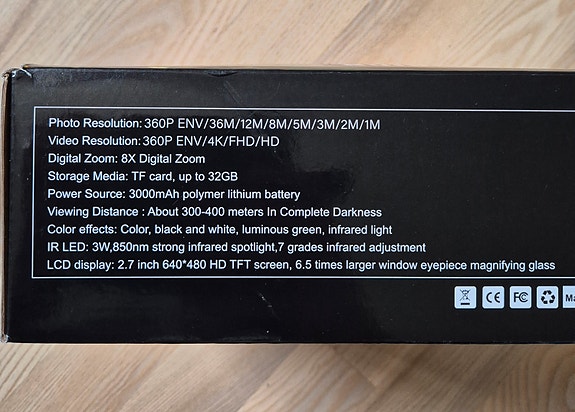 Photo Resolution: 360P ENV/36M/12M/8M/5M/3M/2M/1M
Video Resolution: 360P ENV/4K/FHD/HD
Digital Zoom: 8X Digital Zoom
Storage Media: TF card, up to 32GB
Power Source: 3000mAh polymer lithium battery
Viewing Distance : About 300-400 meters In Complete Darkness
Color effects: Color, black and white, luminous green, infrared light
IR LED: 3W,850nm strong infrared spotlight,7 grades infrared adjustment
LCD display: 2.7 inch 640*480 HD TFT screen, 6.5 times larger window eyepiece magnifying glass
CE FC Ma